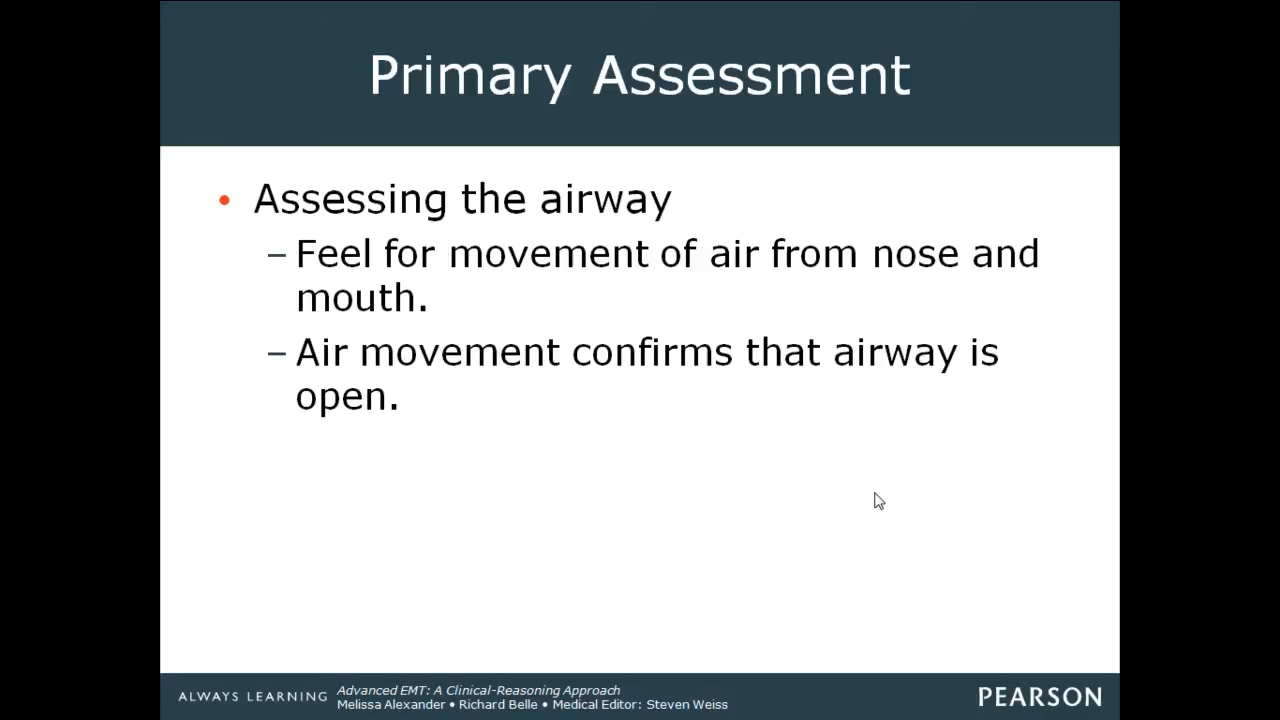 Primary Assessment
• Assessing the airway
– Feel for movement of air from nose and
mouth.
– Air movement confirms that airway is
open.
ALWAYS LEARNING
Advanced EMT: A Clinical-Reasoning Approach
Melissa Alexander • Richard Belle • Medical Editor: Steven Weiss
PEARSON